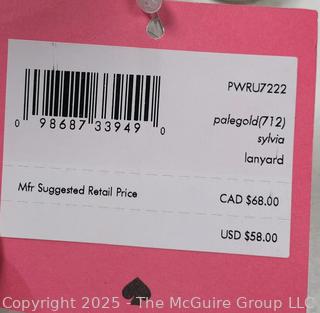 PWRU7222
0 98687 33949 0
palegold(712)
sylvia
lanyard
Mfr Suggested Retail Price
CAD $68.00
USD $58.00
Copyright 2025 - The McGuire Group LLC